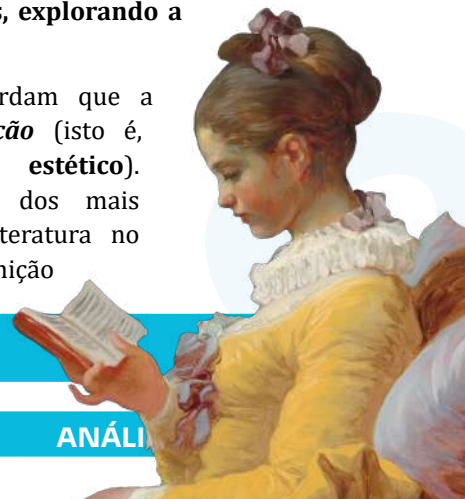 s, explorando a
rdam que a
ção (isto é,
estético).
dos mais
teratura no
nição
ANÁLI